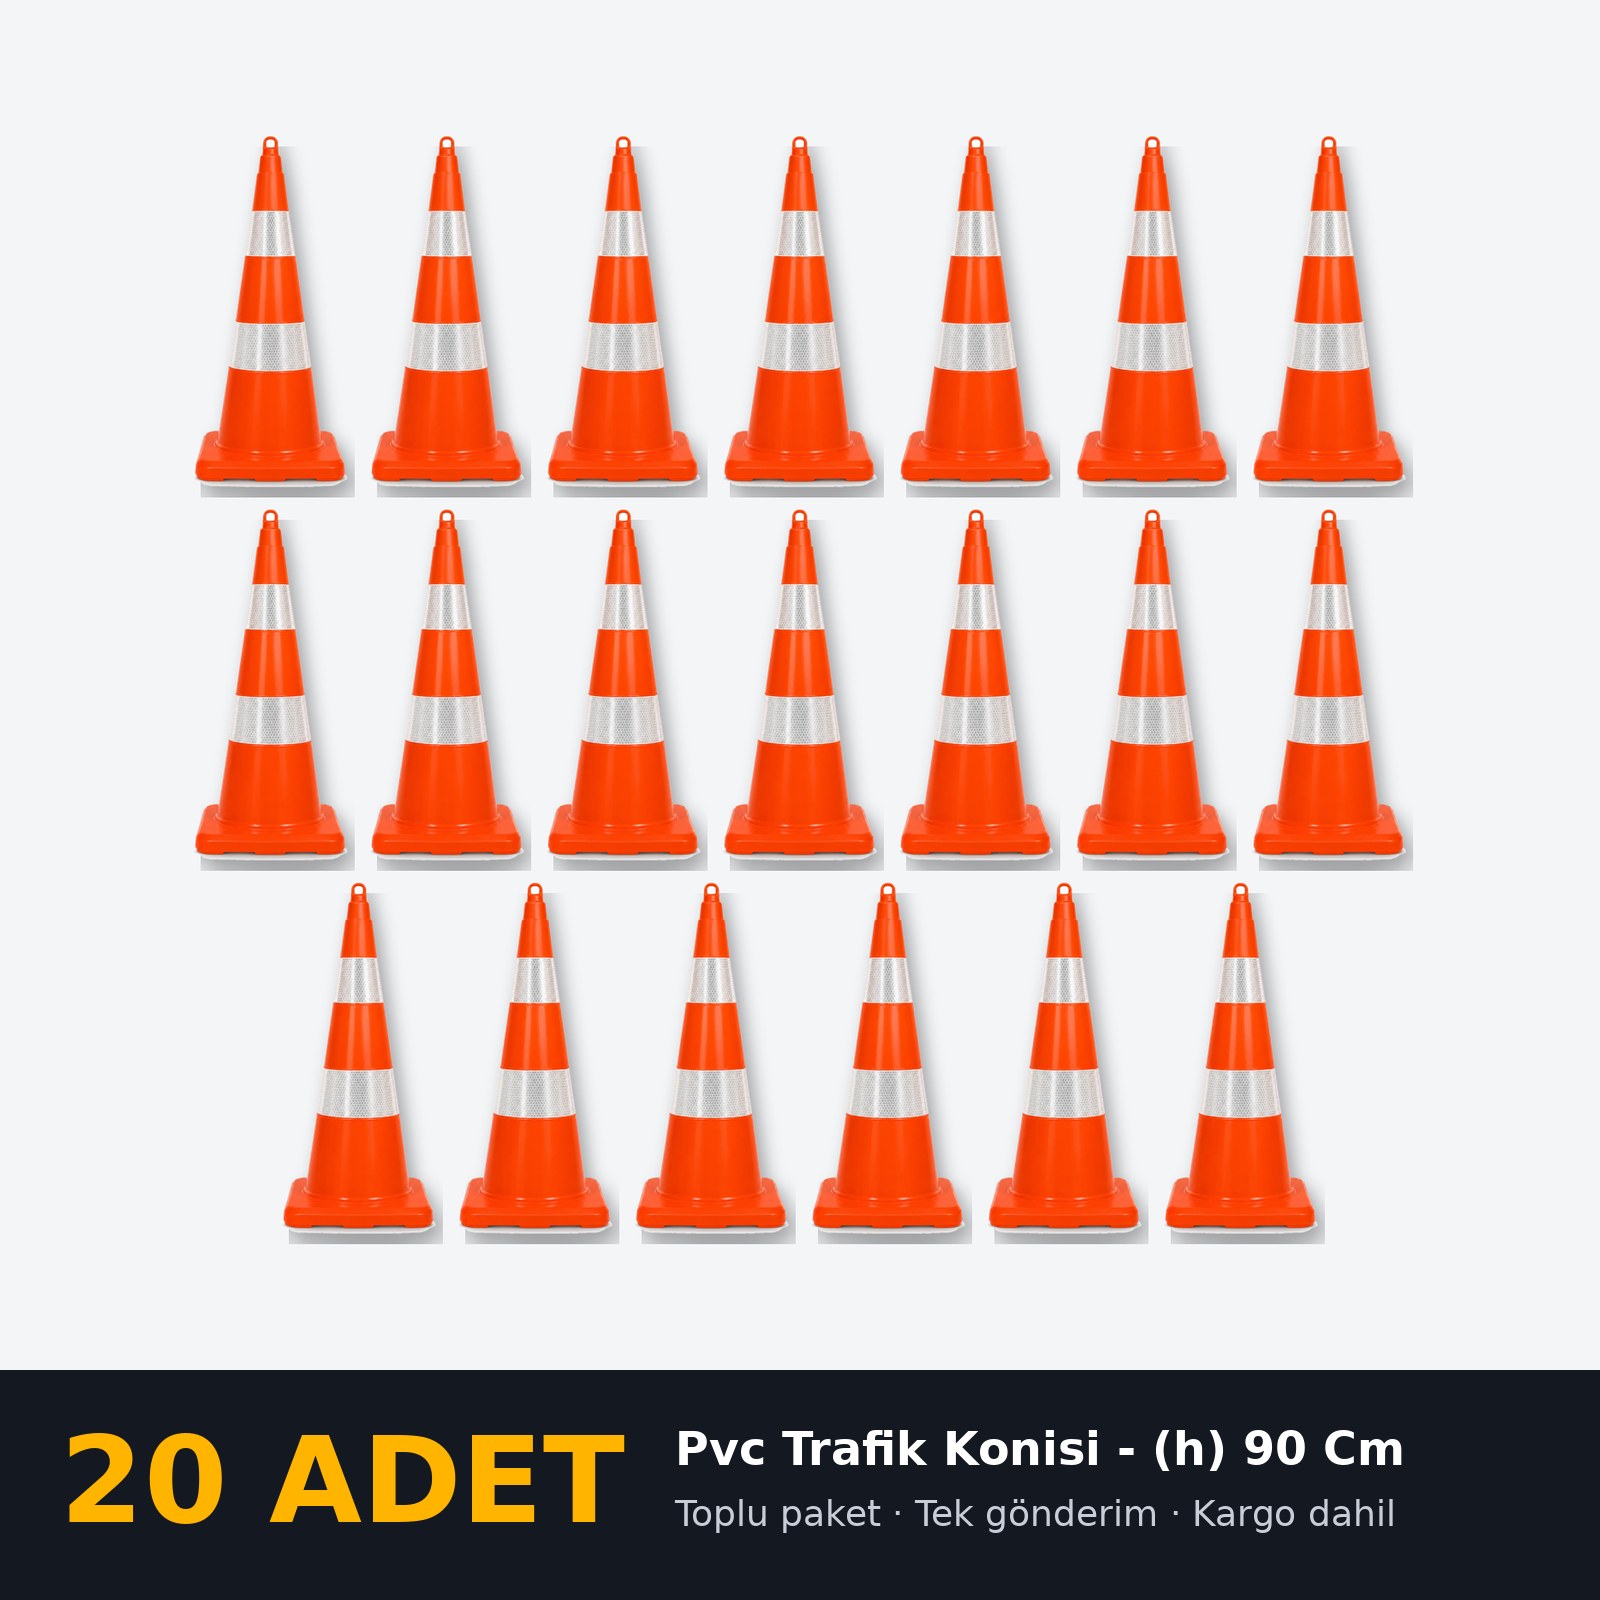 20 ADET
Pvc Trafik Konisi - (h) 90 Cm
Toplu paket · Tek gönderim · Kargo dahil